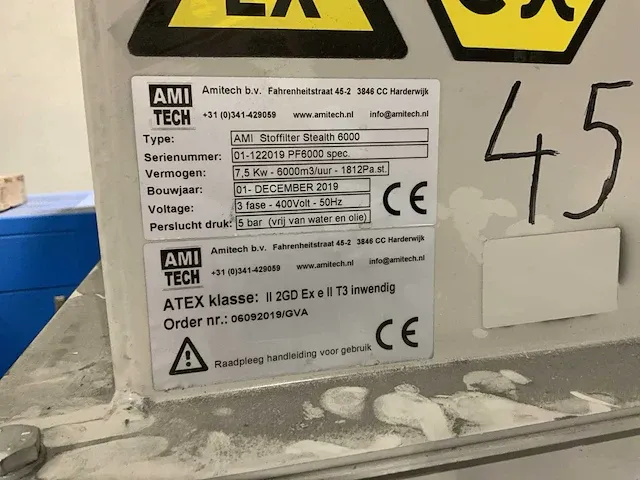 EX
εx
45
AMI TECH
Amitech b.v. Fahrenheitstraat 45-2 3846 CC Harderwijk
+31 (0)341-429059 www.amitech.nl info@amitech.nl
Type: AMI Stoffilter Stealth 6000
Serienummer: 01-122019 PF6000 spec.
Vermogen: 7,5 Kw - 6000m3/uur - 1812Pa.st.
Bouwjaar: 01- DECEMBER 2019
Voltage: 3 fase - 400Volt - 50Hz
Perslucht druk: 5 bar (vrij van water en olie)
CE
AMI TECH
Amitech b.v. Fahrenheitstraat 45-2 3846 CC Harderwijk
+31 (0)341-429059 www.amitech.nl info@amitech.nl
ATEX klasse: II 2GD Ex e II T3 inwendig
Order nr.: 06092019/GVA
Raadpleeg handleiding voor gebruik
CE